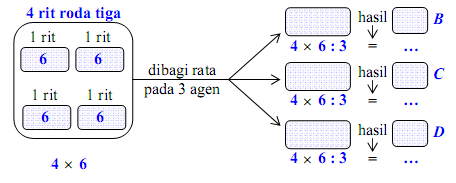 4 rit roda tiga
1 rit 1 rit
6 6
1 rit 1 rit
6 6
4 × 6
dibagi rata
pada 3 agen
hasil B
4 × 6 : 3 = ...
hasil C
4 × 6 : 3 = ...
hasil D
4 × 6 : 3 = ...